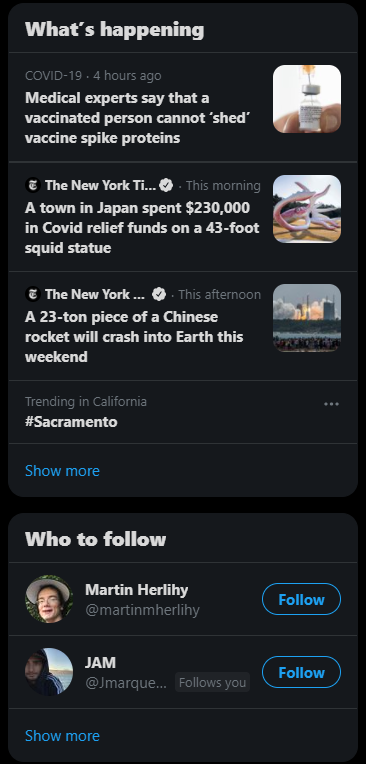 What's happening
COVID-19 · 4 hours ago
Medical experts say that a
vaccinated person cannot 'shed'
vaccine spike proteins
The New York Ti... · This morning
A town in Japan spent $230,000
in Covid relief funds on a 43-foot
squid statue
The New York ... · This afternoon
A 23-ton piece of a Chinese
rocket will crash into Earth this
weekend
Trending in California
#Sacramento
Show more
Who to follow
Martin Herlihy
@martinmherlihy
Follow
JAM
@Jmarque... Follows you
Follow
Show more